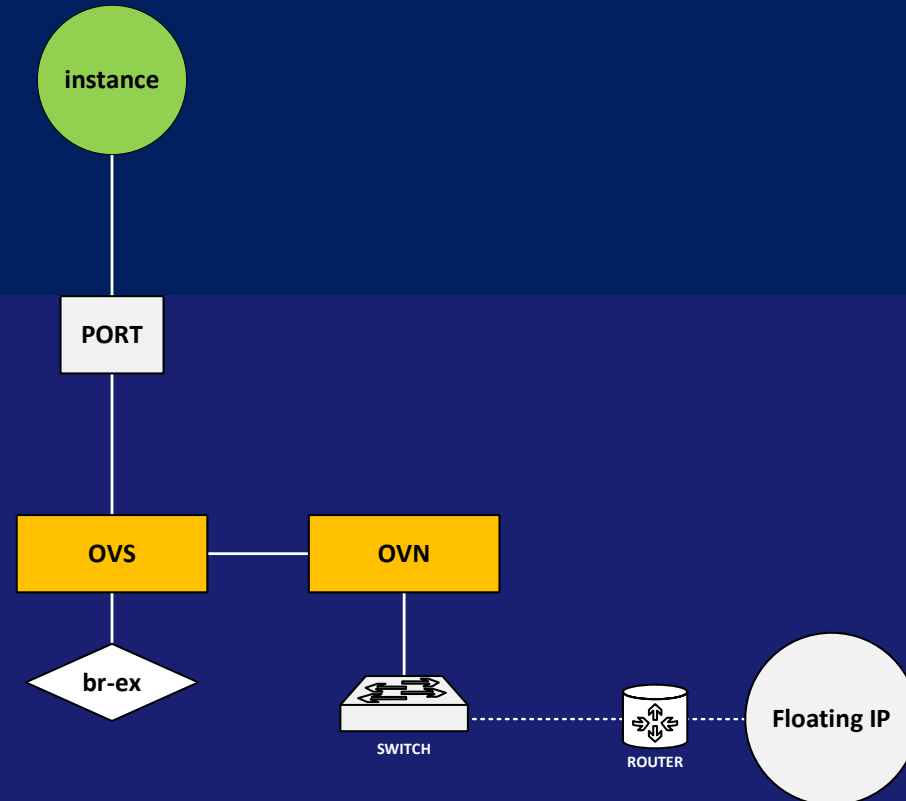 instance
PORT
OVS
OVN
br-ex
SWITCH
ROUTER
Floating IP